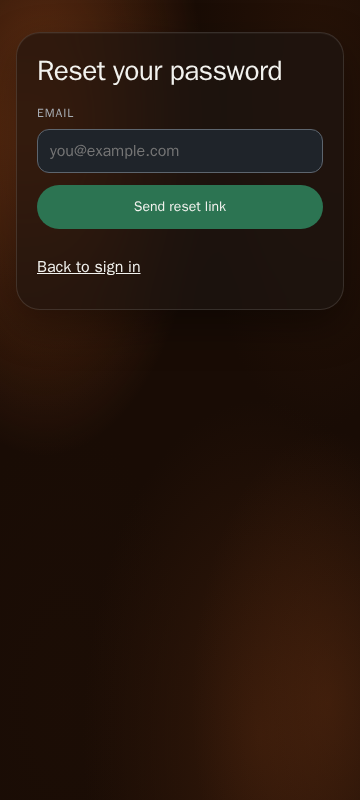 Reset your password
EMAIL
you@example.com
Send reset link
Back to sign in